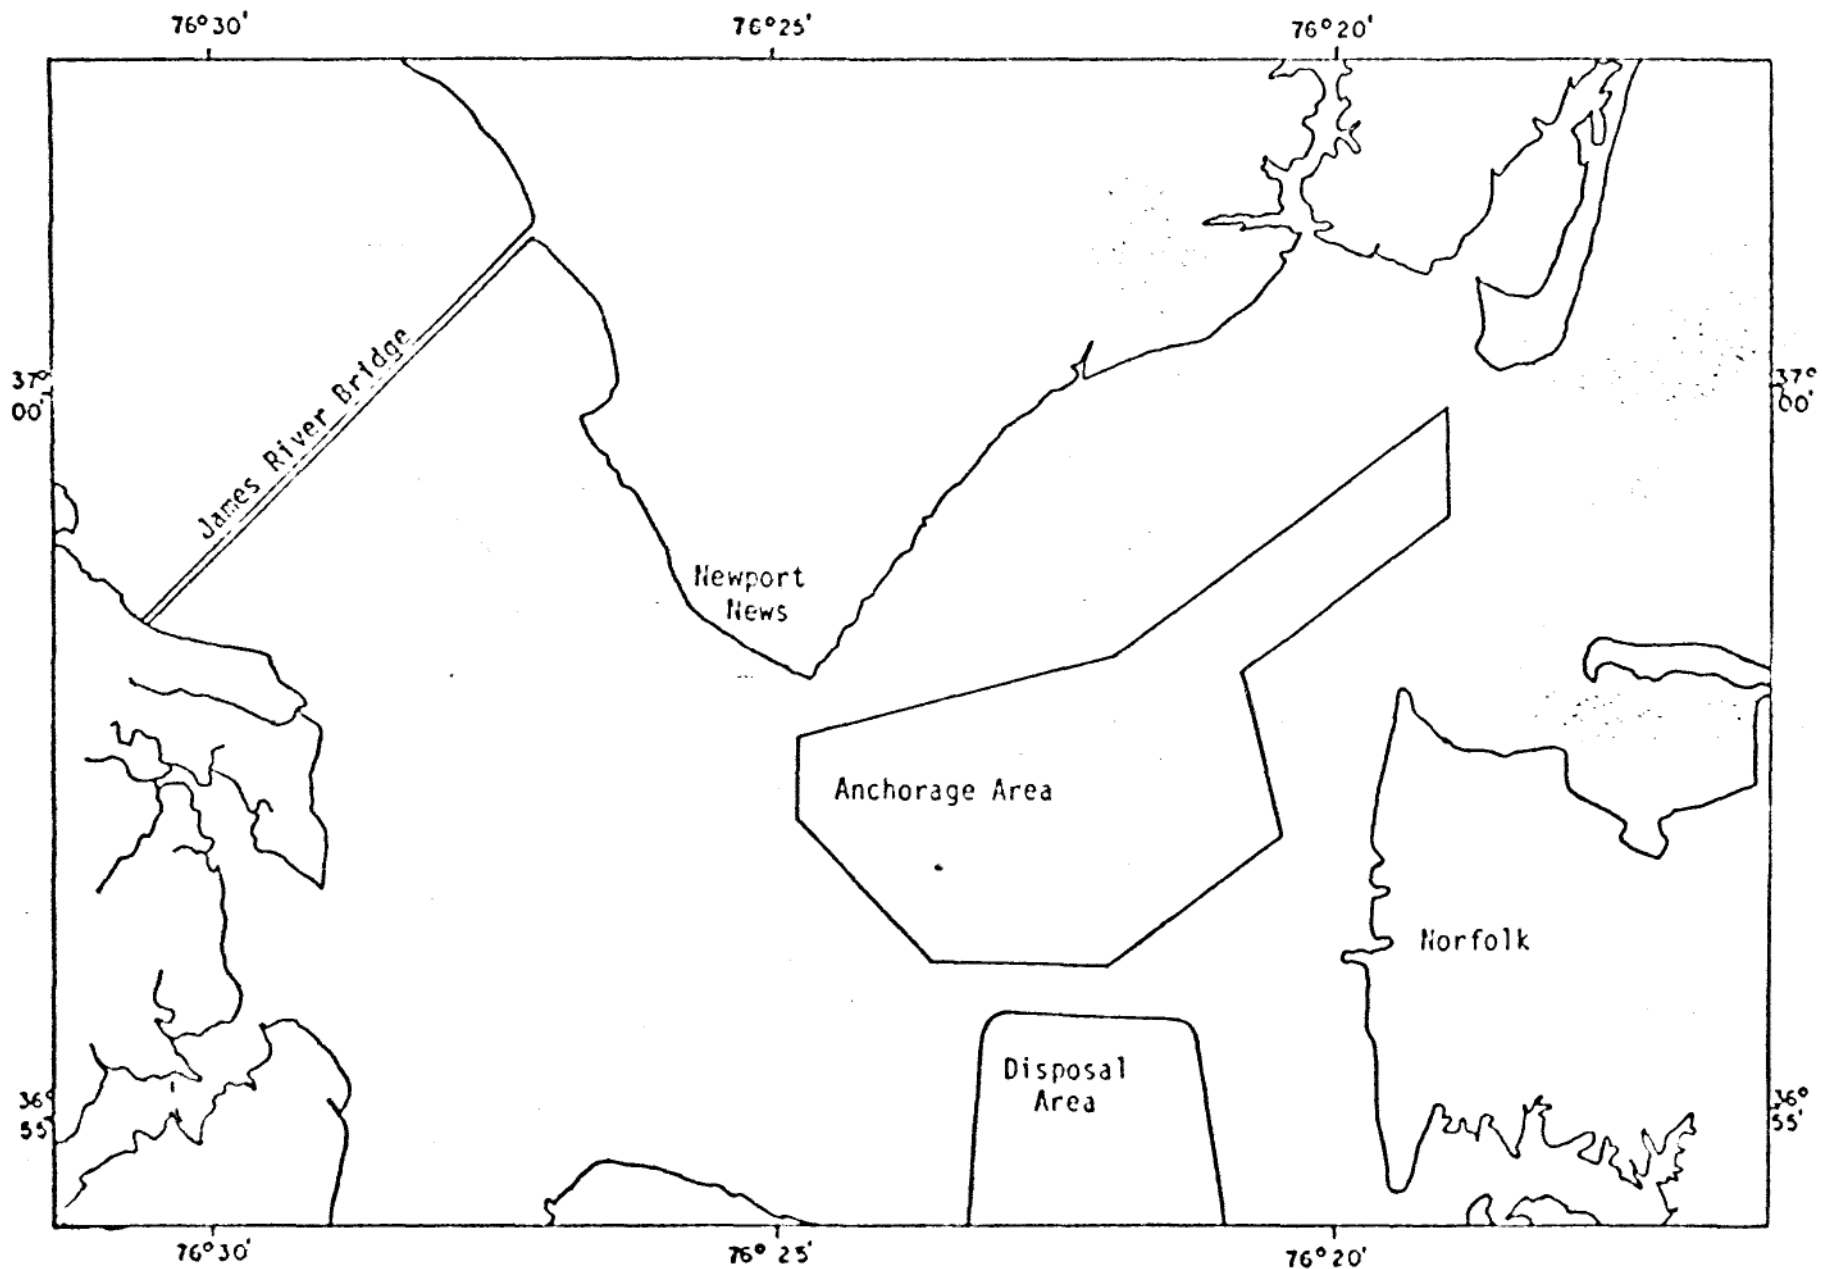 76°30'
76°25'
76°20'
James River Bridge
37°
00'
37°
00'
Newport
News
Anchorage Area
Norfolk
Disposal
Area
36°
55'
36°
55'
76°30'
76°25'
76°20'